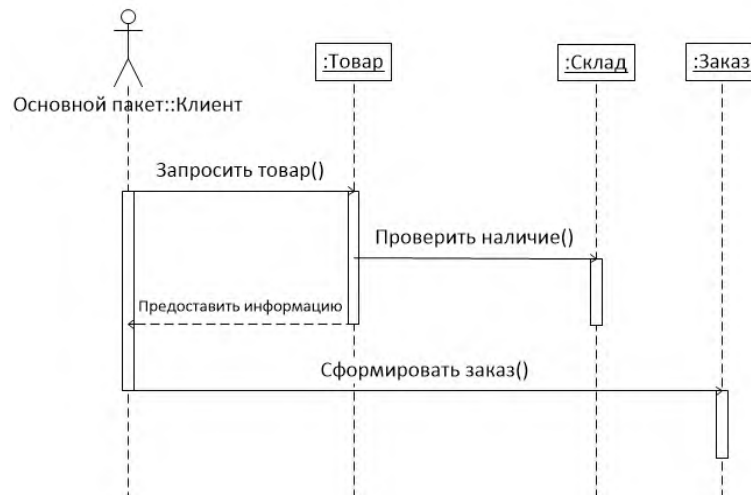 :Товар
:Склад
:Заказ
Основной пакет::Клиент
Запросить товар()
Проверить наличие()
Предоставить информацию
Сформировать заказ()